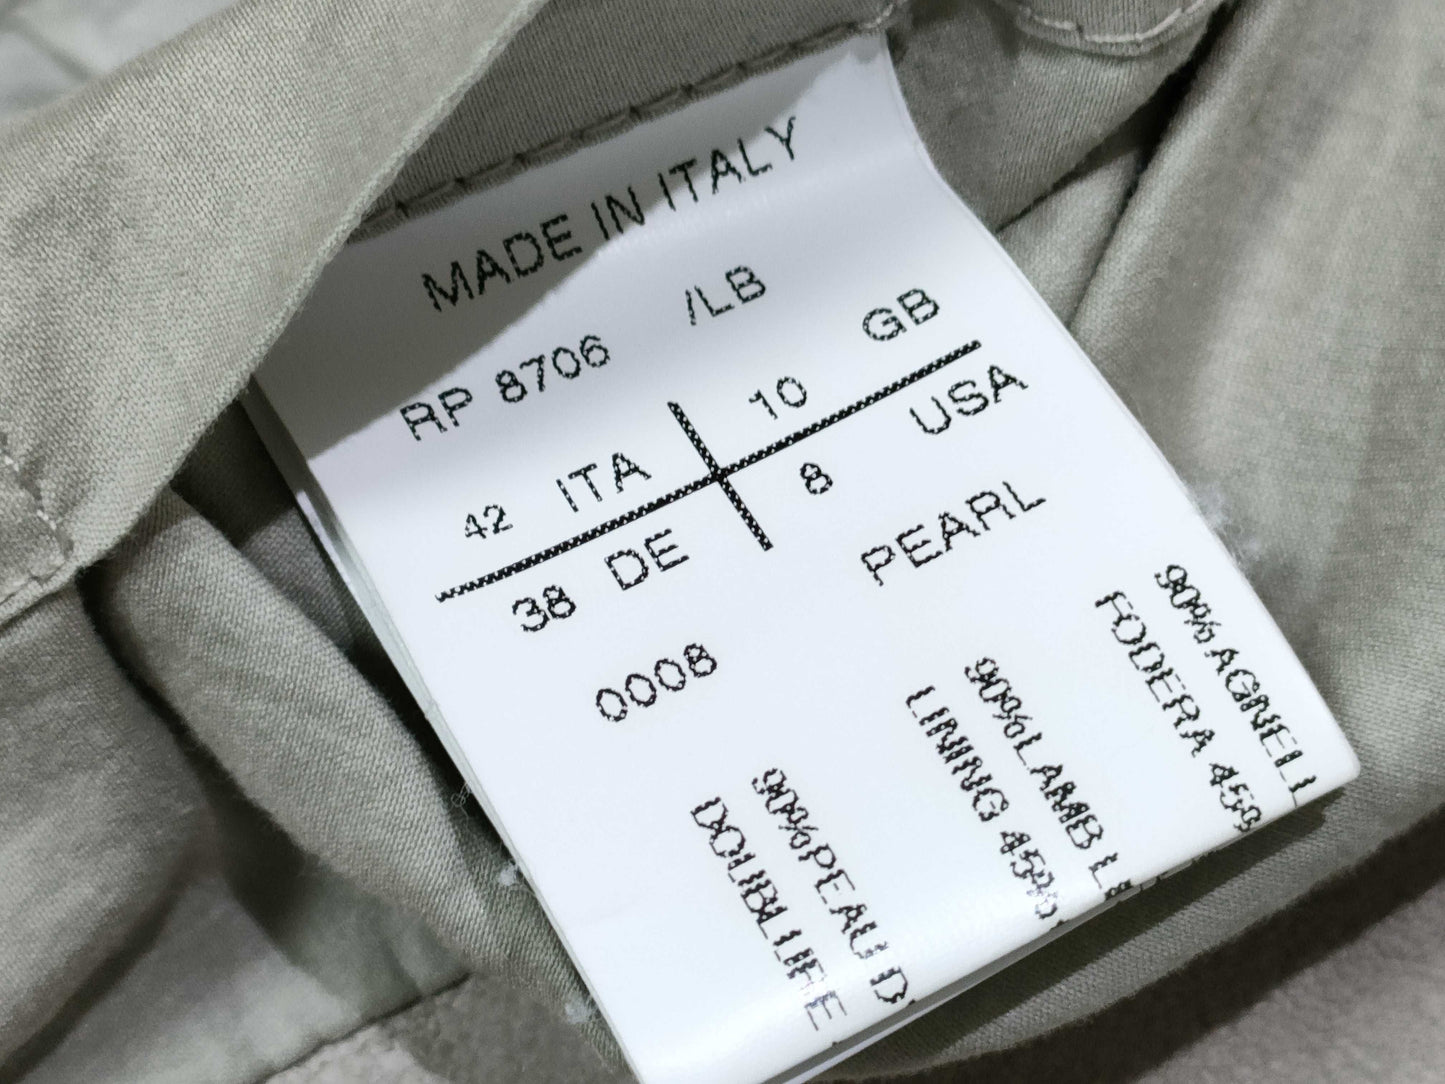 MADE IN ITALY
RP 8706 /LB
42 ITA 10 GB
38 DE 8 USA
0008 PEARL
90%AGNELL
FODERA 45%
90%LAMB
LINING 45%
90%PEAU D
DOUBLURE